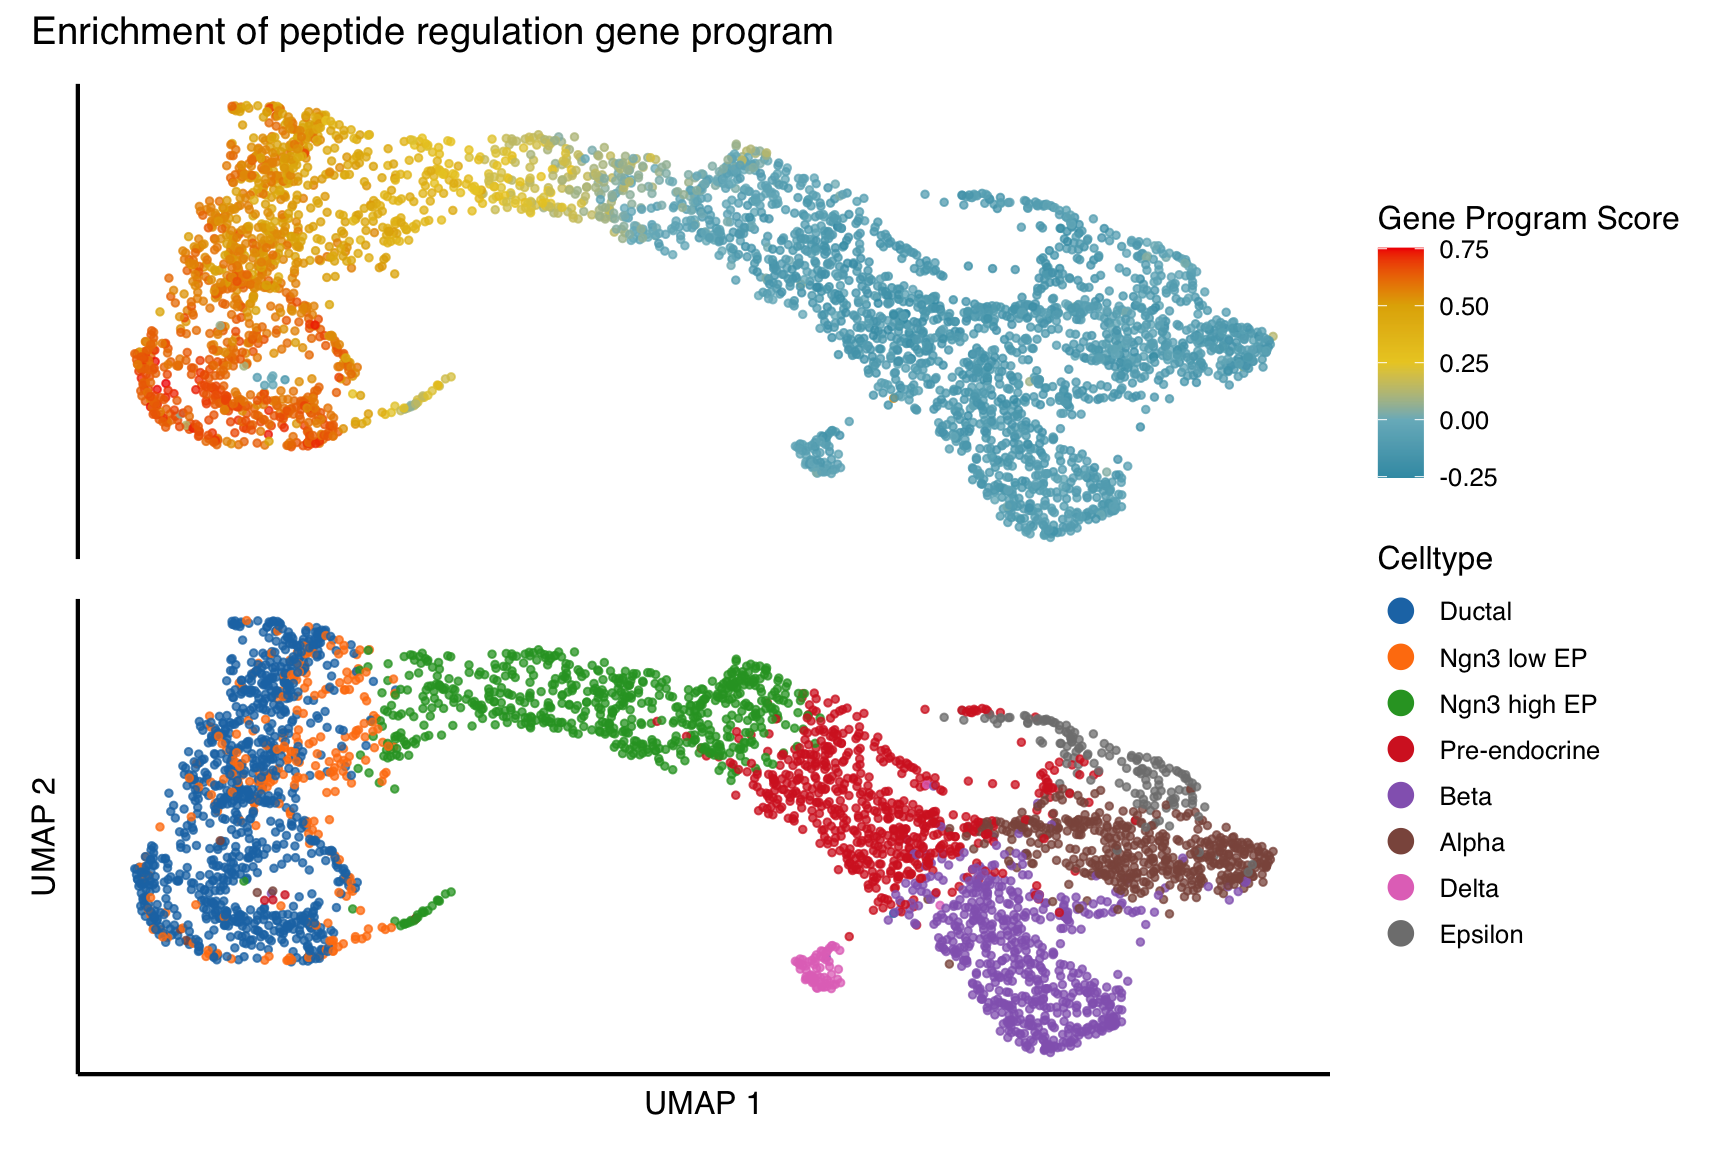 Enrichment of peptide regulation gene program
Gene Program Score
0.75
0.50
0.25
0.00
-0.25
Celltype
Ductal
Ngn3 low EP
Ngn3 high EP
Pre-endocrine
Beta
Alpha
Delta
Epsilon
UMAP 2
UMAP 1